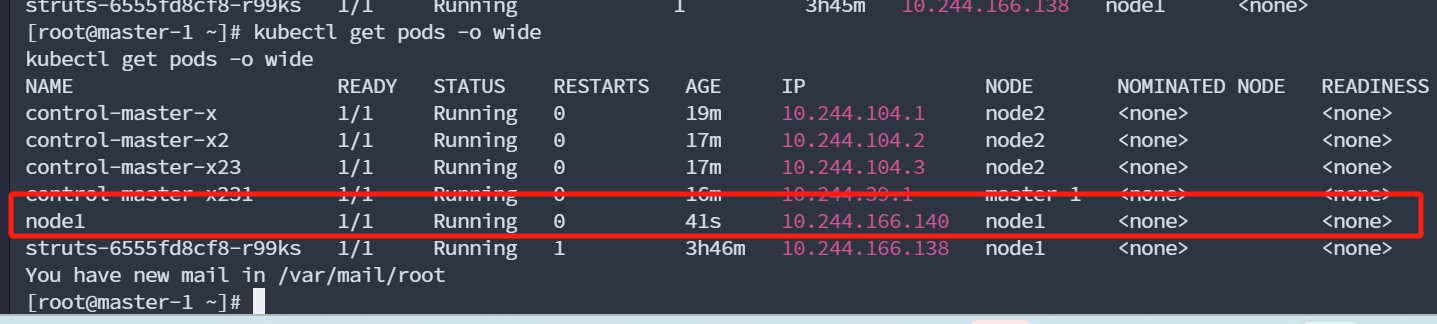 struts-6555fd8cf8-r99ks 1/1 Running 1 3h45m 10.244.166.138 node1 <none>
[root@master-1 ~]# kubectl get pods -o wide
kubectl get pods -o wide
NAME READY STATUS RESTARTS AGE IP NODE NOMINATED NODE READINESS
control-master-x 1/1 Running 0 19m 10.244.104.1 node2 <none> <none>
control-master-x2 1/1 Running 0 17m 10.244.104.2 node2 <none> <none>
control-master-x23 1/1 Running 0 17m 10.244.104.3 node2 <none> <none>
control-master-x231 1/1 Running 0 16m 10.244.39.1 master-1 <none> <none>
node1 1/1 Running 0 41s 10.244.166.140 node1 <none> <none>
struts-6555fd8cf8-r99ks 1/1 Running 1 3h46m 10.244.166.138 node1 <none> <none>
You have new mail in /var/mail/root
[root@master-1 ~]#